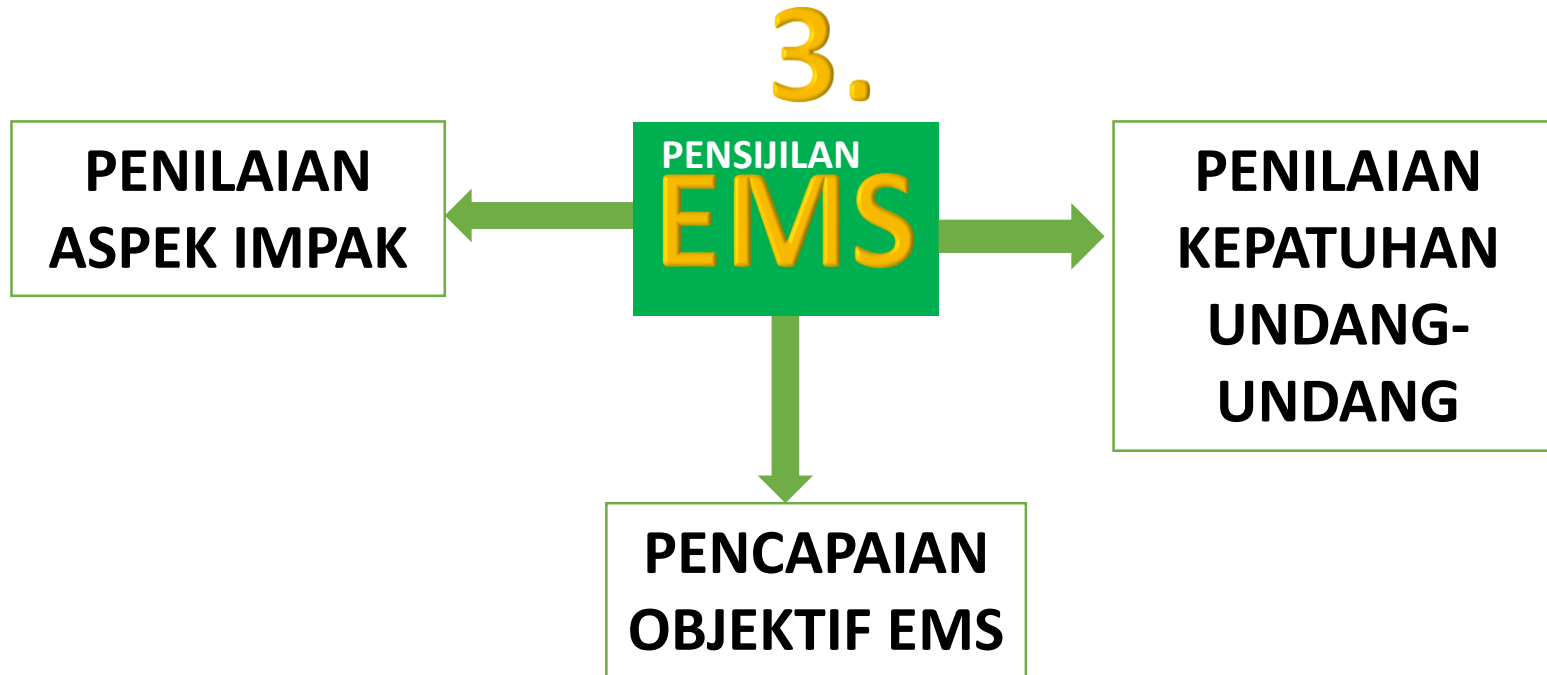 3.
PENSIJILAN
EMS
PENILAIAN
ASPEK IMPAK
PENILAIAN
KEPATUHAN
UNDANG-
UNDANG
PENCAPAIAN
OBJEKTIF EMS